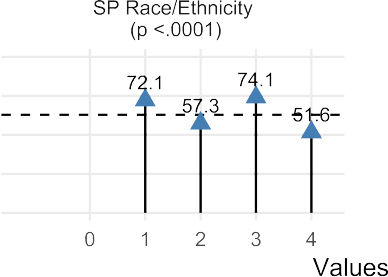 SP Race/Ethnicity
(p <.0001)
72.1
57.3
74.1
51.6
0 1 2 3 4
Values